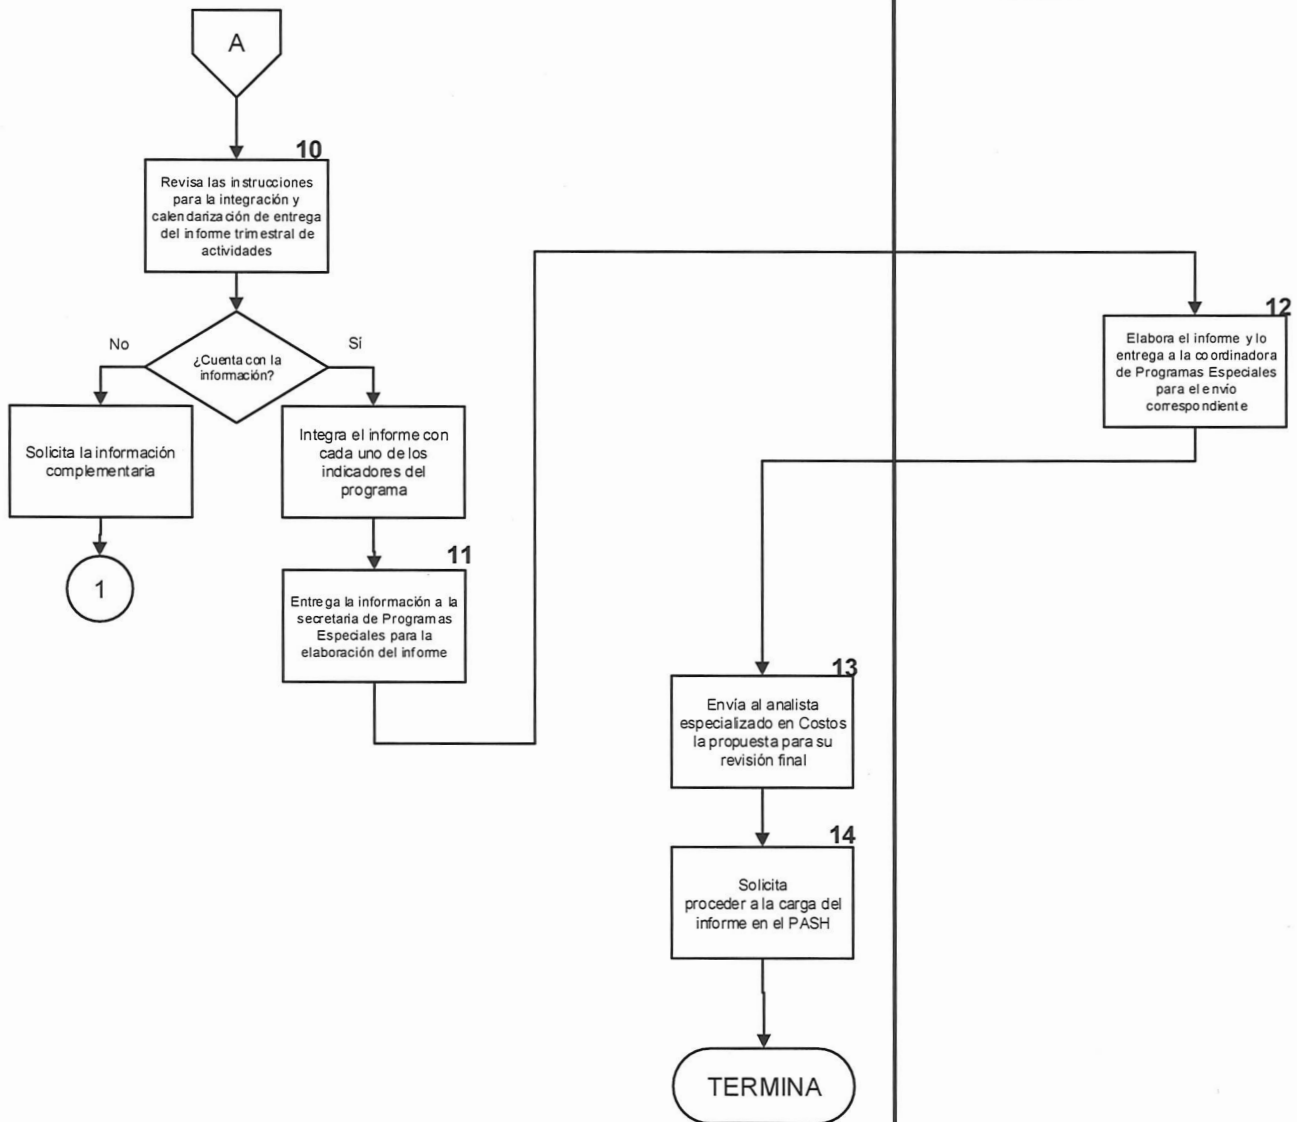 A
10
Revisa las instrucciones
para la integración y
calendarización de entrega
del informe trimestral de
actividades
No
Sí
¿Cuenta con la
información?
Solicita la información
complementaria
1
Integra el informe con
cada uno de los
indicadores del
programa
11
Entrega la información a la
secretaria de Programas
Especiales para la
elaboración del informe
12
Elabora el informe y lo
entrega a la coordinadora
de Programas Especiales
para el envío
correspondiente
13
Envía al analista
especializado en Costos
la propuesta para su
revisión final
14
Solicita
proceder a la carga del
informe en el PASH
TERMINA